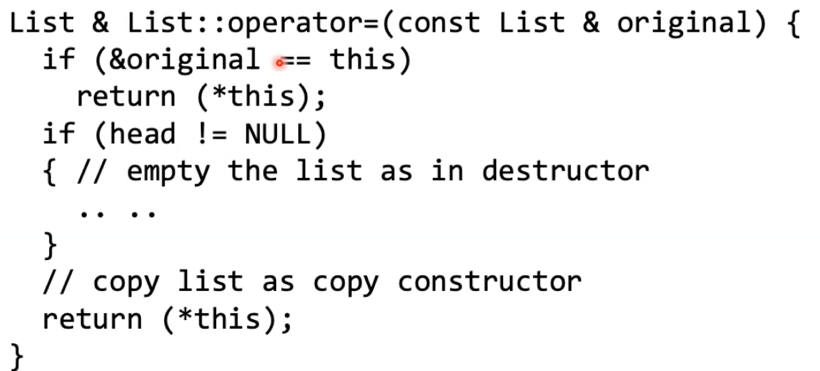 List & List::operator=(const List & original) {
  if (&original == this)
    return (*this);
  if (head != NULL)
  { // empty the list as in destructor
    .. ..
  }
  // copy list as copy constructor
  return (*this);
}